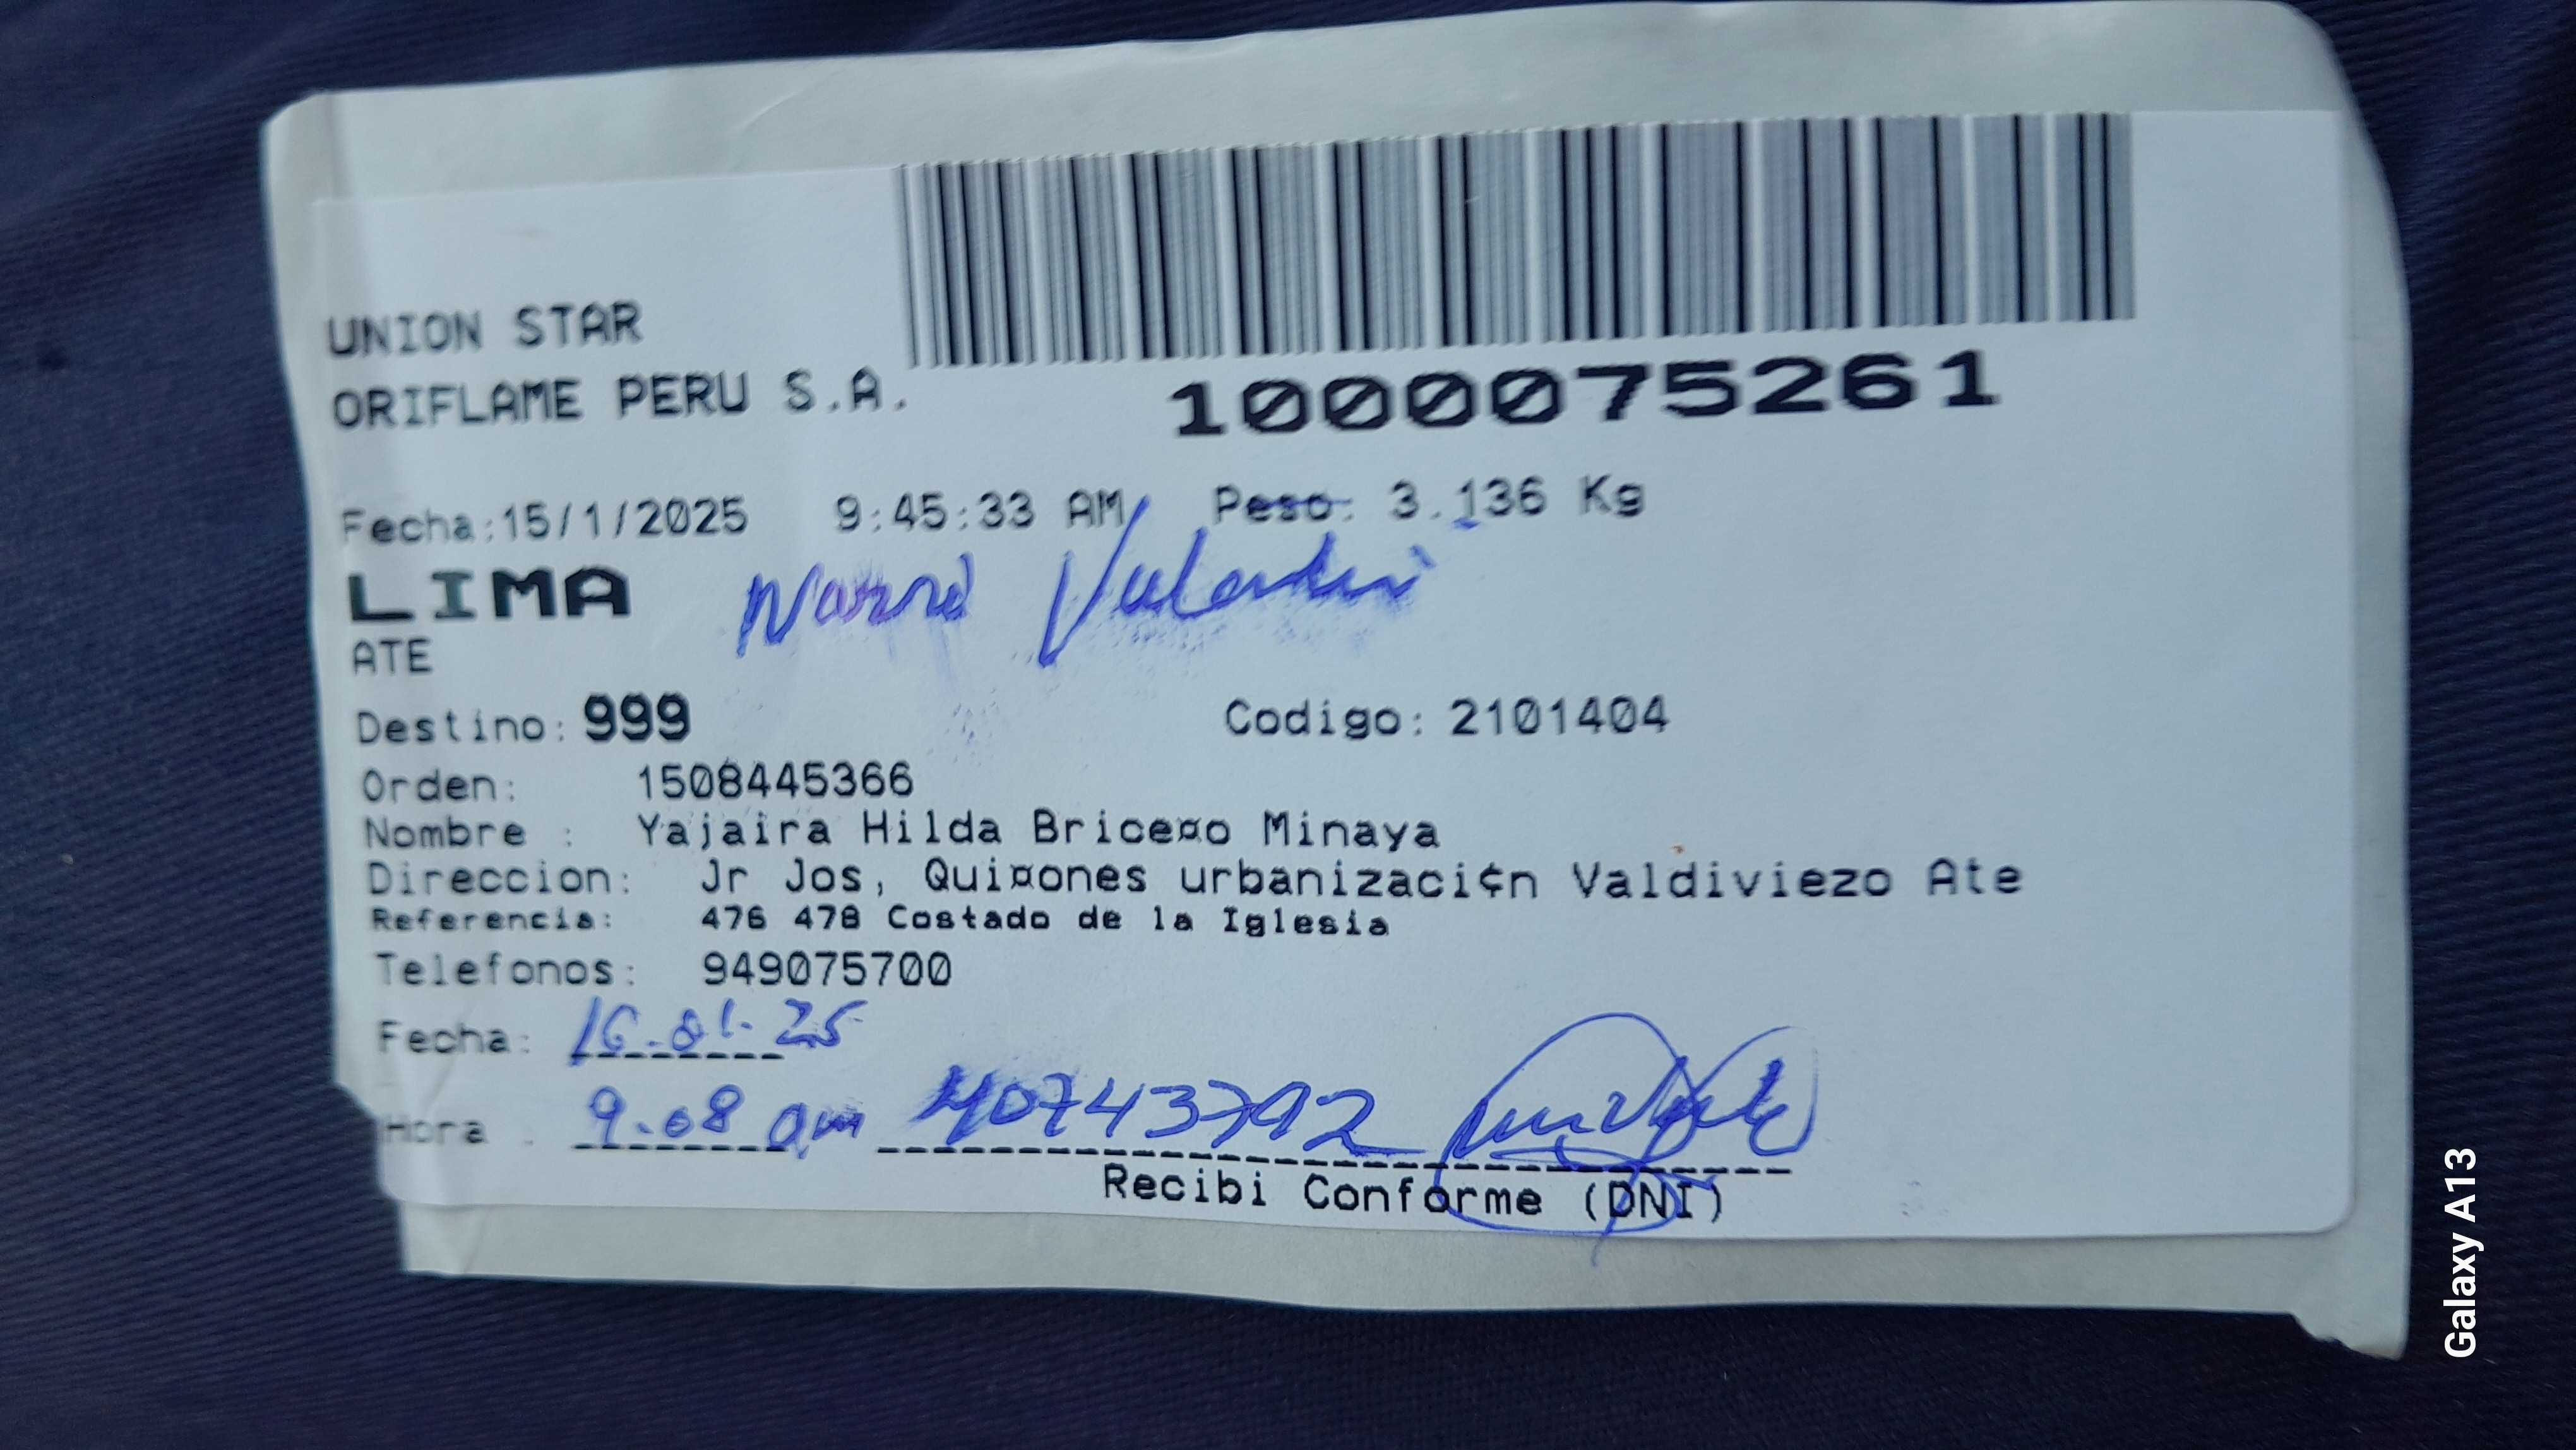 UNION STAR
ORIFLAME PERU S.A.
1000075261
Fecha:15/1/2025 9:45:33 AM Peso: 3.136 Kg
LIMA
ATE
Destino: 999 Codigo: 2101404
Orden: 1508445366
Nombre : Yajaira Hilda Brice¤o Minaya
Direccion: Jr Jos, Qui¤ones urbanizaci¢n Valdiviezo Ate
Referencia: 476 478 Costado de la Iglesia
Telefonos: 949075700
Fecha: 16.01.25
Hora : 9.08 am 40743792
Recibi Conforme (DNI)
Galaxy A13